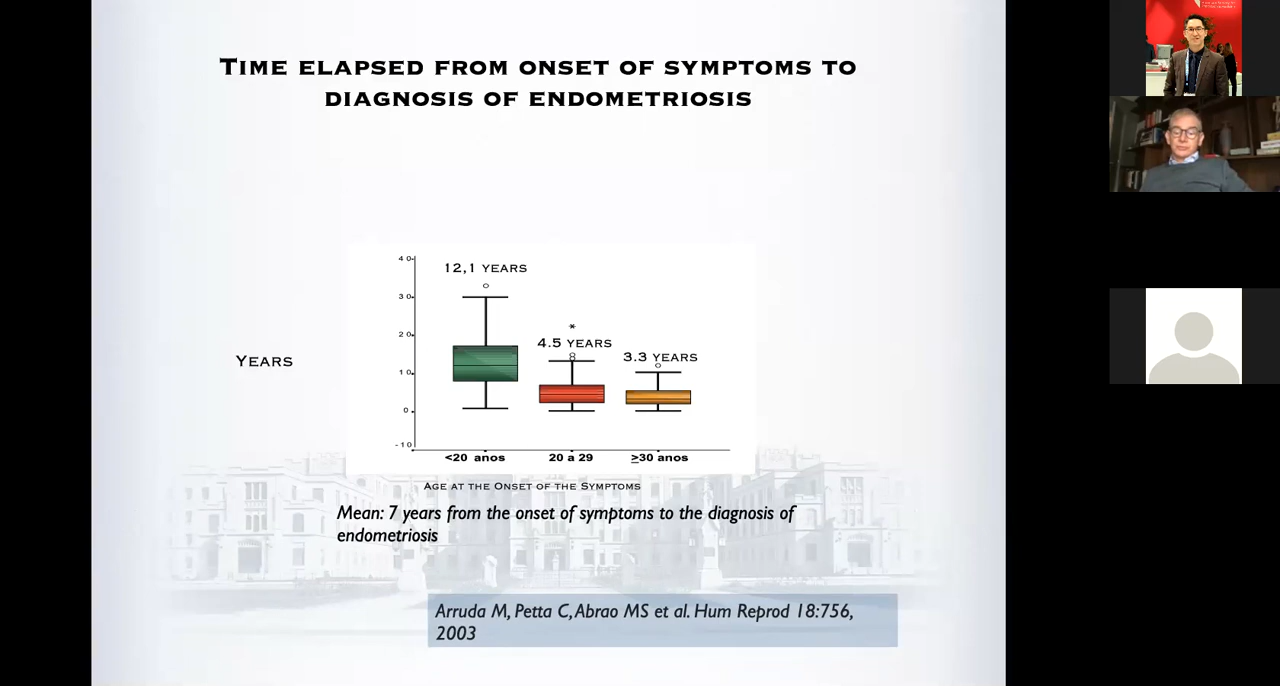 TIME ELAPSED FROM ONSET OF SYMPTOMS TO
DIAGNOSIS OF ENDOMETRIOSIS
YEARS
40
30
20
10
0
-10
12,1 YEARS
*
4.5 YEARS
3.3 YEARS
<20 anos
20 a 29
≥30 anos
AGE AT THE ONSET OF THE SYMPTOMS
Mean: 7 years from the onset of symptoms to the diagnosis of
endometriosis
Arruda M, Petta C, Abrao MS et al. Hum Reprod 18:756,
2003